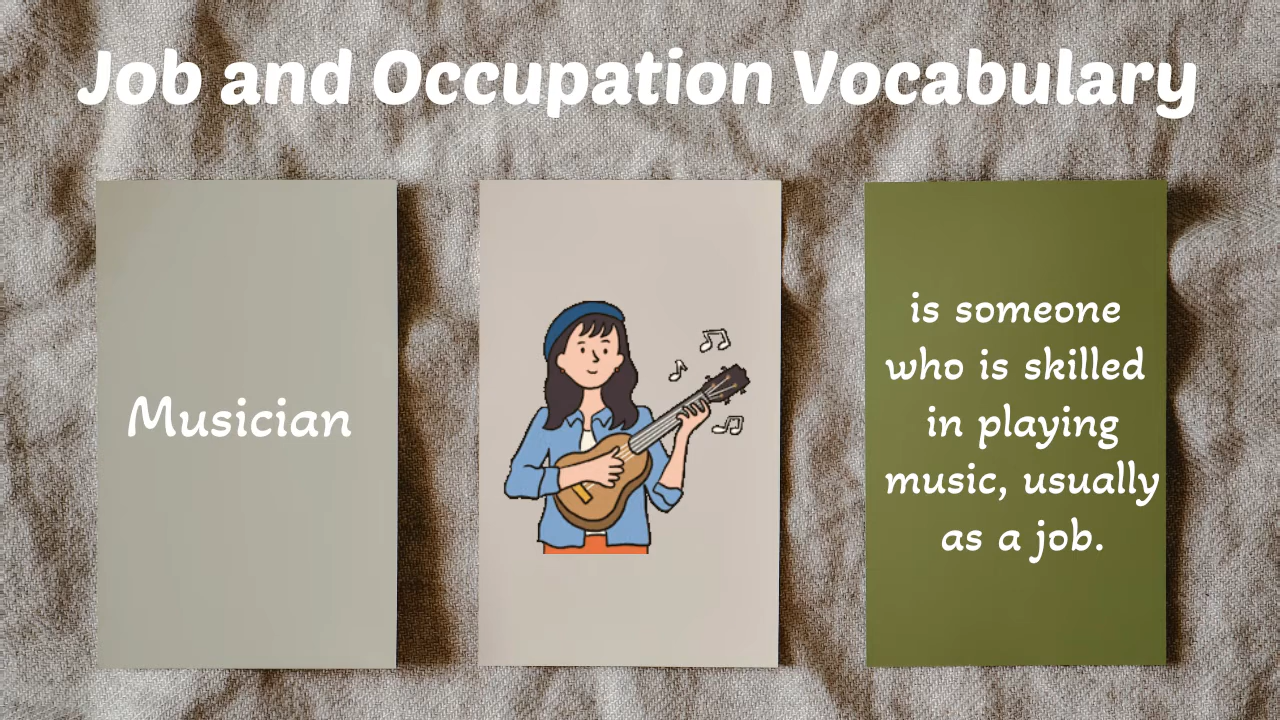 Job and Occupation Vocabulary
Musician
is someone
who is skilled
in playing
music, usually
as a job.